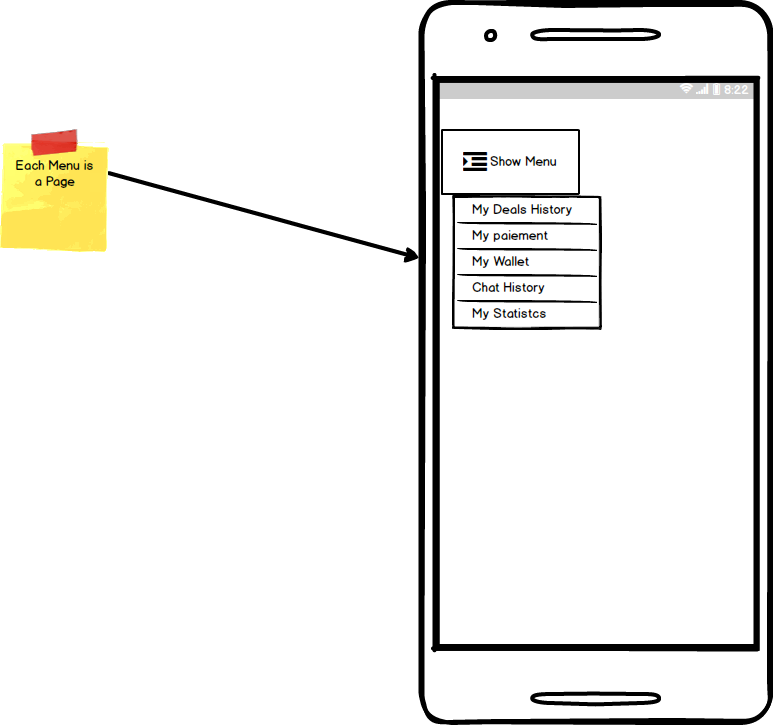 8:22
Each Menu is
a Page
Show Menu
My Deals History
My paiement
My Wallet
Chat History
My Statistcs